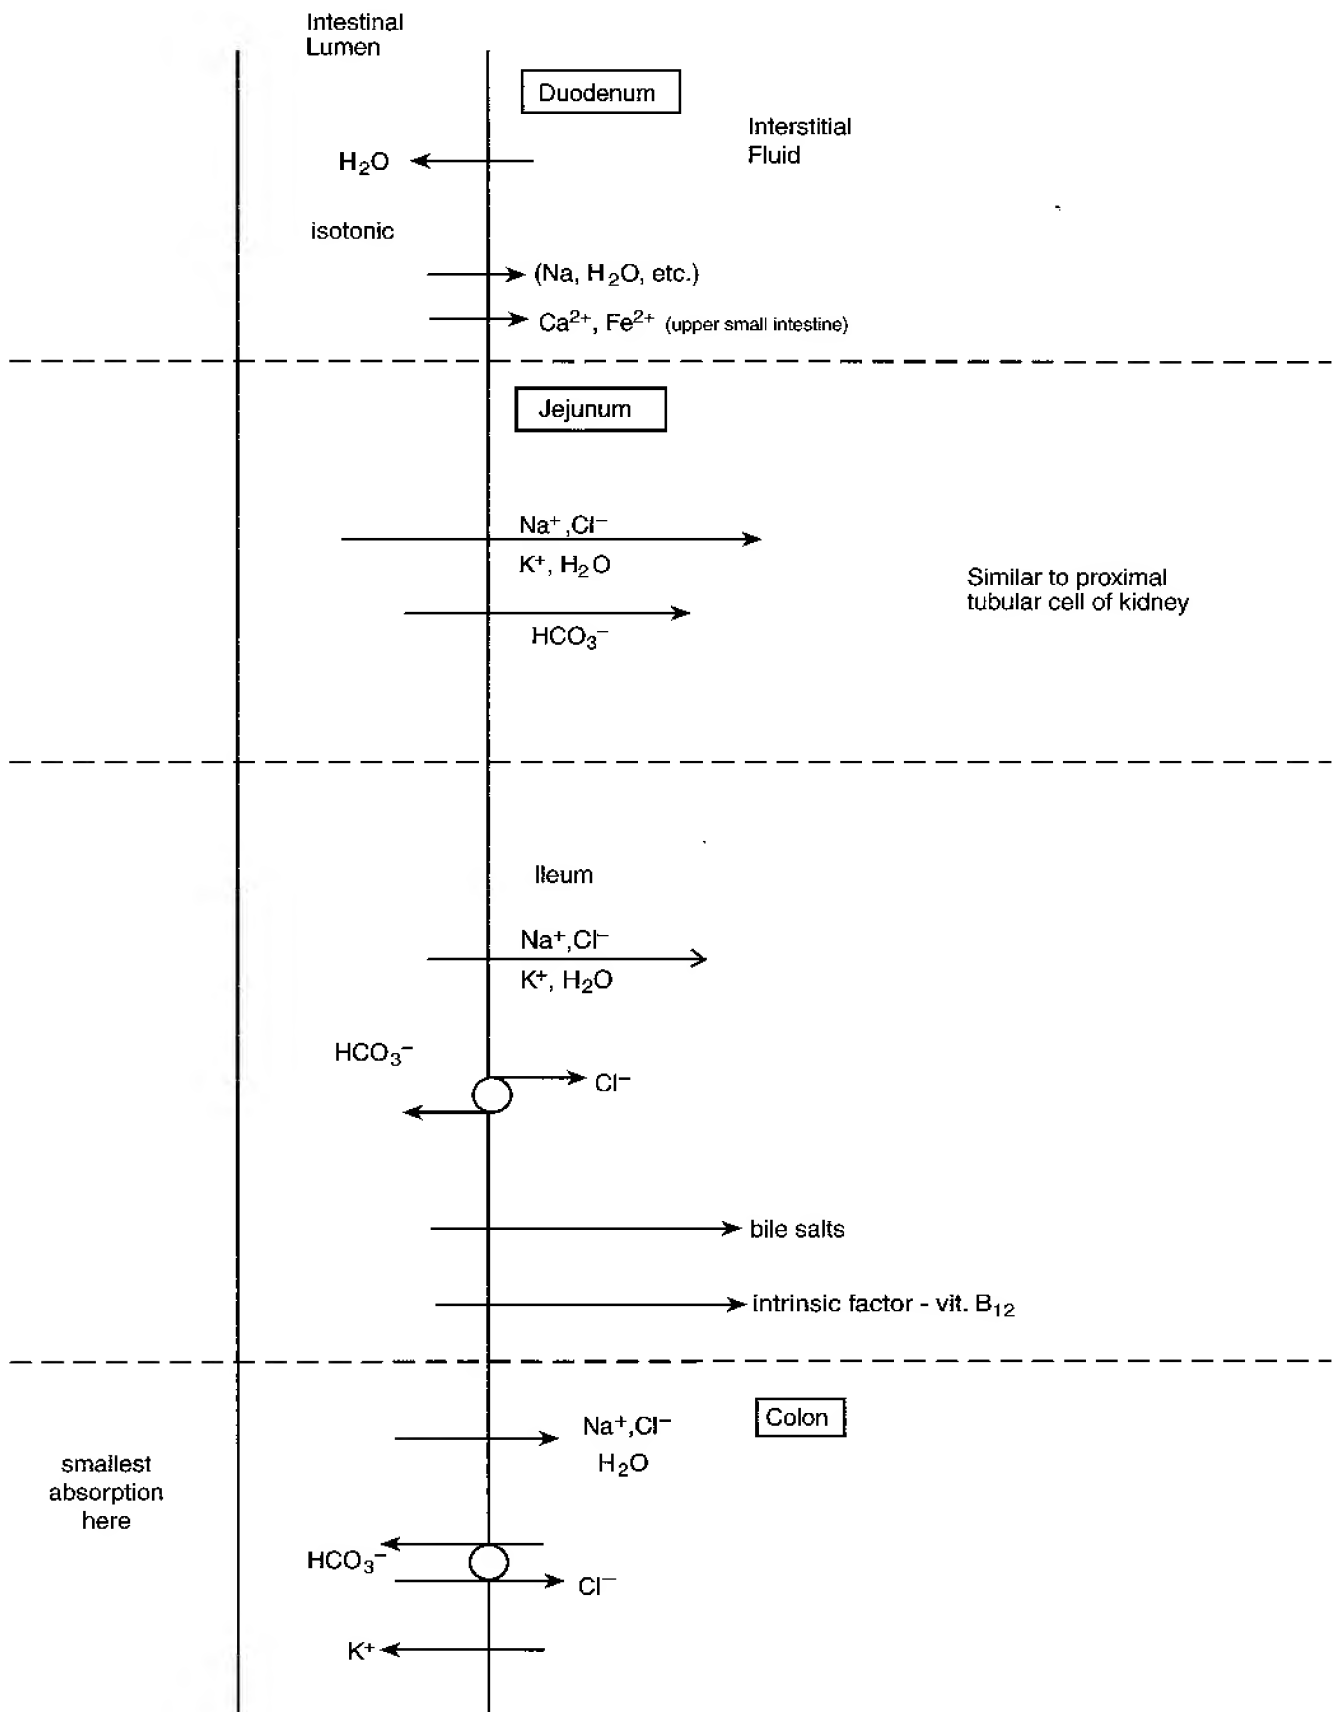 Intestinal
Lumen
Duodenum
Interstitial
Fluid
H₂O
isotonic
(Na, H₂O, etc.)
Ca²⁺, Fe²⁺ (upper small intestine)
Jejunum
Na⁺,Cl⁻
K⁺, H₂O
HCO₃⁻
Similar to proximal
tubular cell of kidney
Ileum
Na⁺,Cl⁻
K⁺, H₂O
HCO₃⁻
Cl⁻
bile salts
intrinsic factor - vit. B₁₂
Colon
Na⁺,Cl⁻
H₂O
smallest
absorption
here
HCO₃⁻
Cl⁻
K⁺